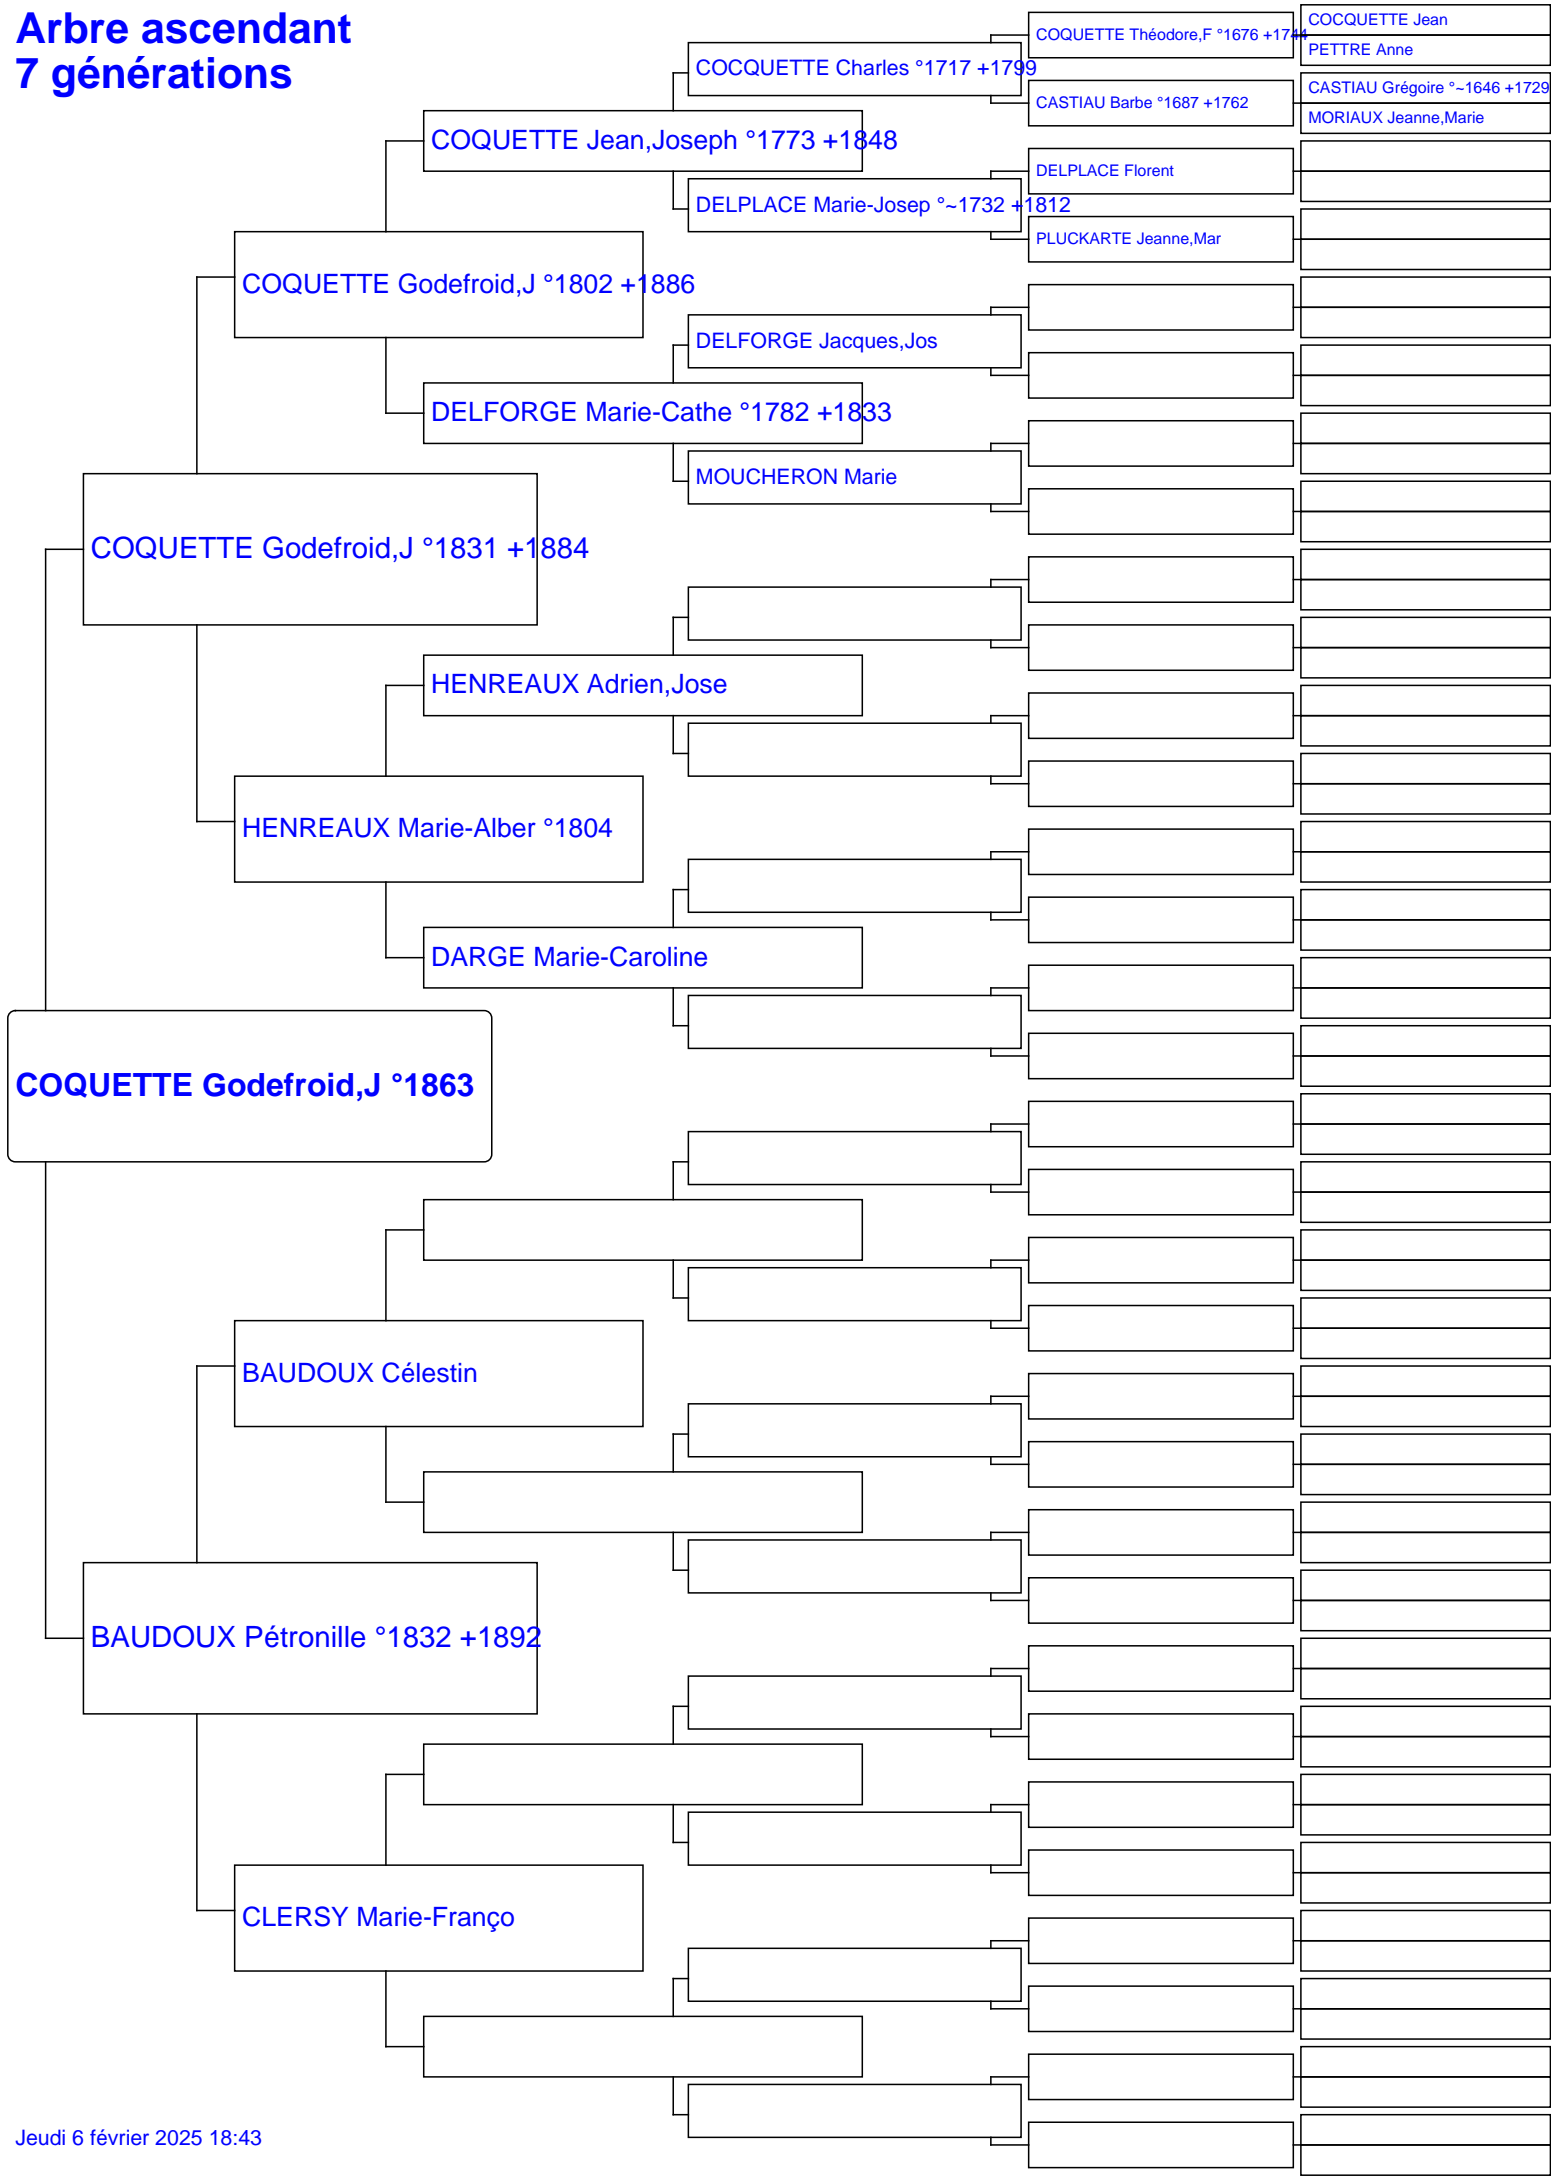 Arbre ascendant
7 générations
COCQUETTE Jean
COQUETTE Théodore,F °1676 +1744
PETTRE Anne
COCQUETTE Charles °1717 +1799
CASTIAU Grégoire °~1646 +1729
CASTIAU Barbe °1687 +1762
MORIAUX Jeanne,Marie
COQUETTE Jean,Joseph °1773 +1848
DELPLACE Florent
DELPLACE Marie-Josep °~1732 +1812
PLUCKARTE Jeanne,Mar
COQUETTE Godefroid,J °1802 +1886
DELFORGE Jacques,Jos
DELFORGE Marie-Cathe °1782 +1833
MOUCHERON Marie
COQUETTE Godefroid,J °1831 +1884
HENREAUX Adrien,Jose
HENREAUX Marie-Alber °1804
DARGE Marie-Caroline
COQUETTE Godefroid,J °1863
BAUDOUX Célestin
BAUDOUX Pétronille °1832 +1892
CLERSY Marie-Franço
Jeudi 6 février 2025 18:43